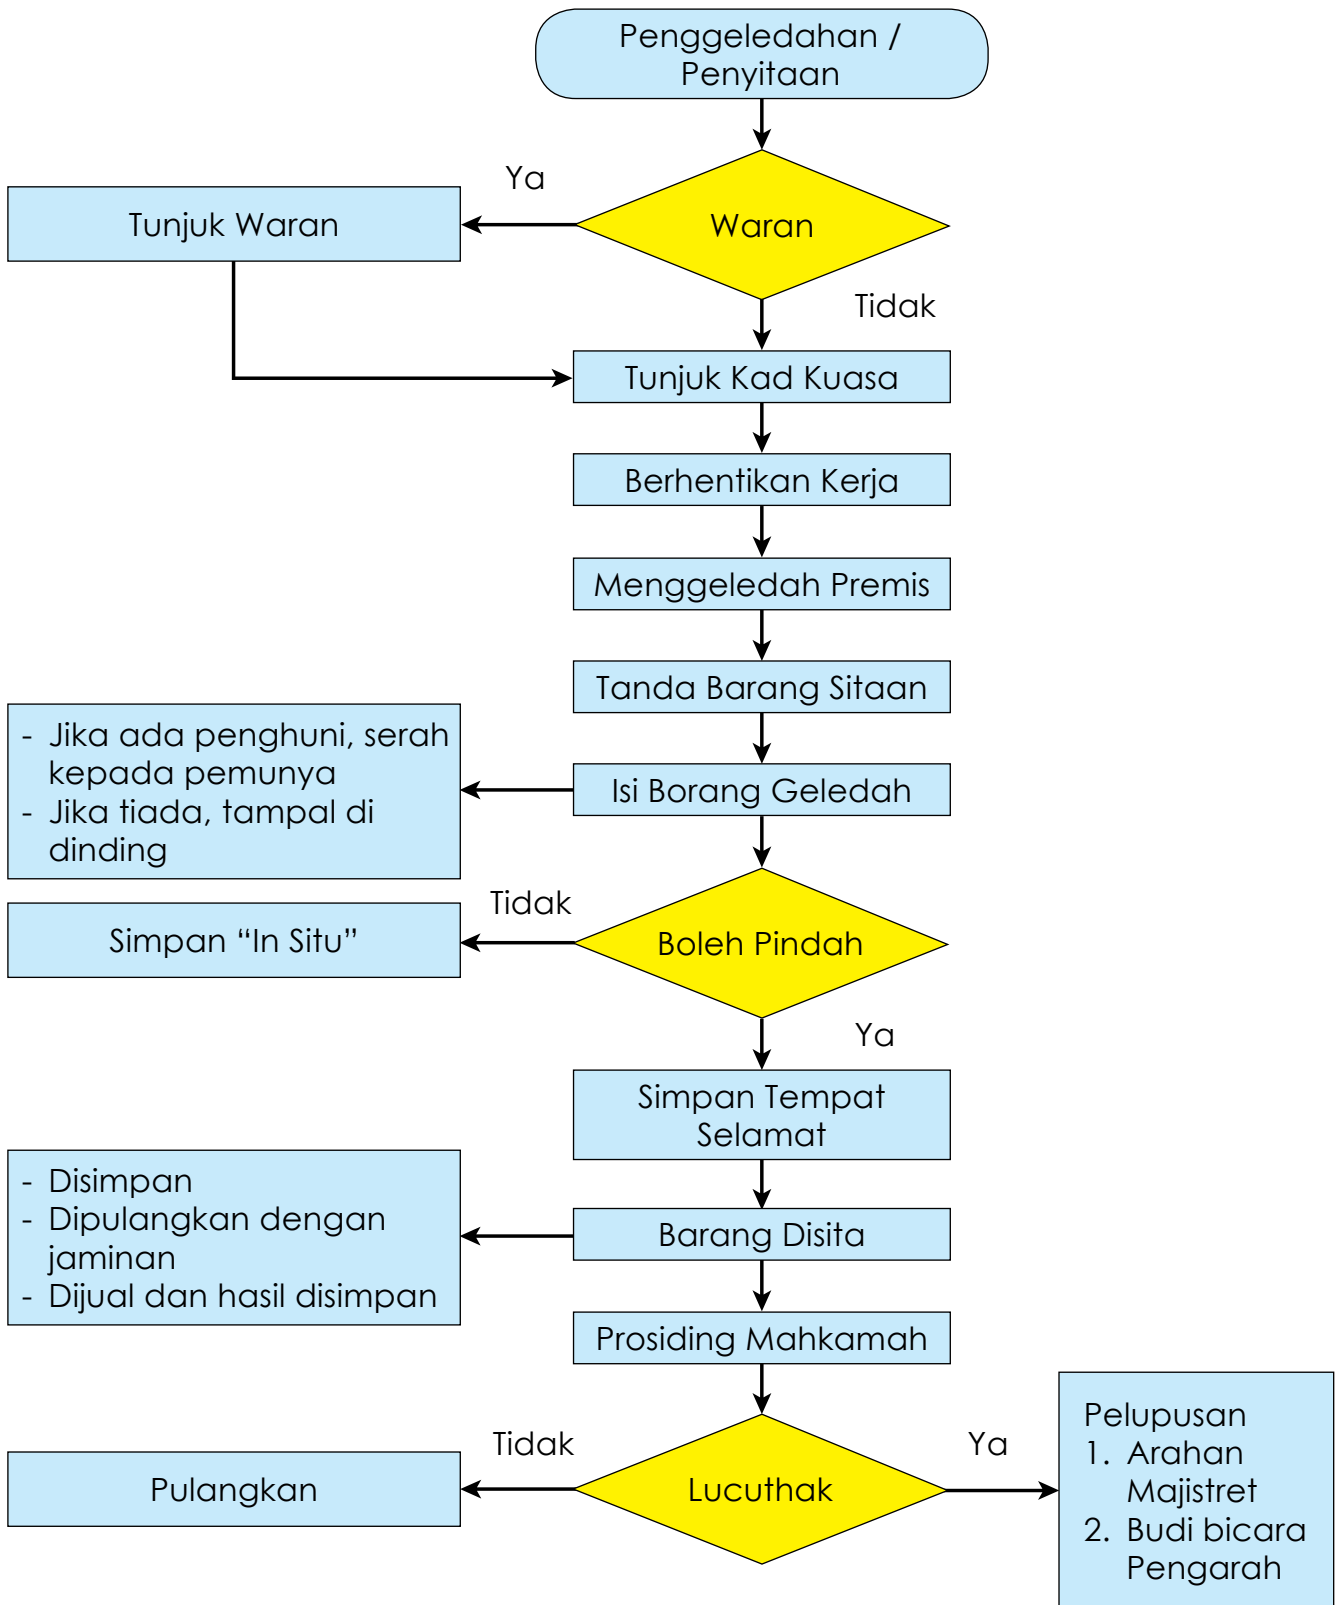 Penggeledahan /
Penyitaan
Ya
Waran
Tunjuk Waran
Tidak
Tunjuk Kad Kuasa
Berhentikan Kerja
Menggeledah Premis
Tanda Barang Sitaan
- Jika ada penghuni, serah
kepada pemunya
- Jika tiada, tampal di
dinding
Isi Borang Geledah
Tidak
Simpan “In Situ”
Boleh Pindah
Ya
Simpan Tempat
Selamat
- Disimpan
- Dipulangkan dengan
jaminan
- Dijual dan hasil disimpan
Barang Disita
Prosiding Mahkamah
Tidak
Pulangkan
Lucuthak
Ya
Pelupusan
1. Arahan
Majistret
2. Budi bicara
Pengarah